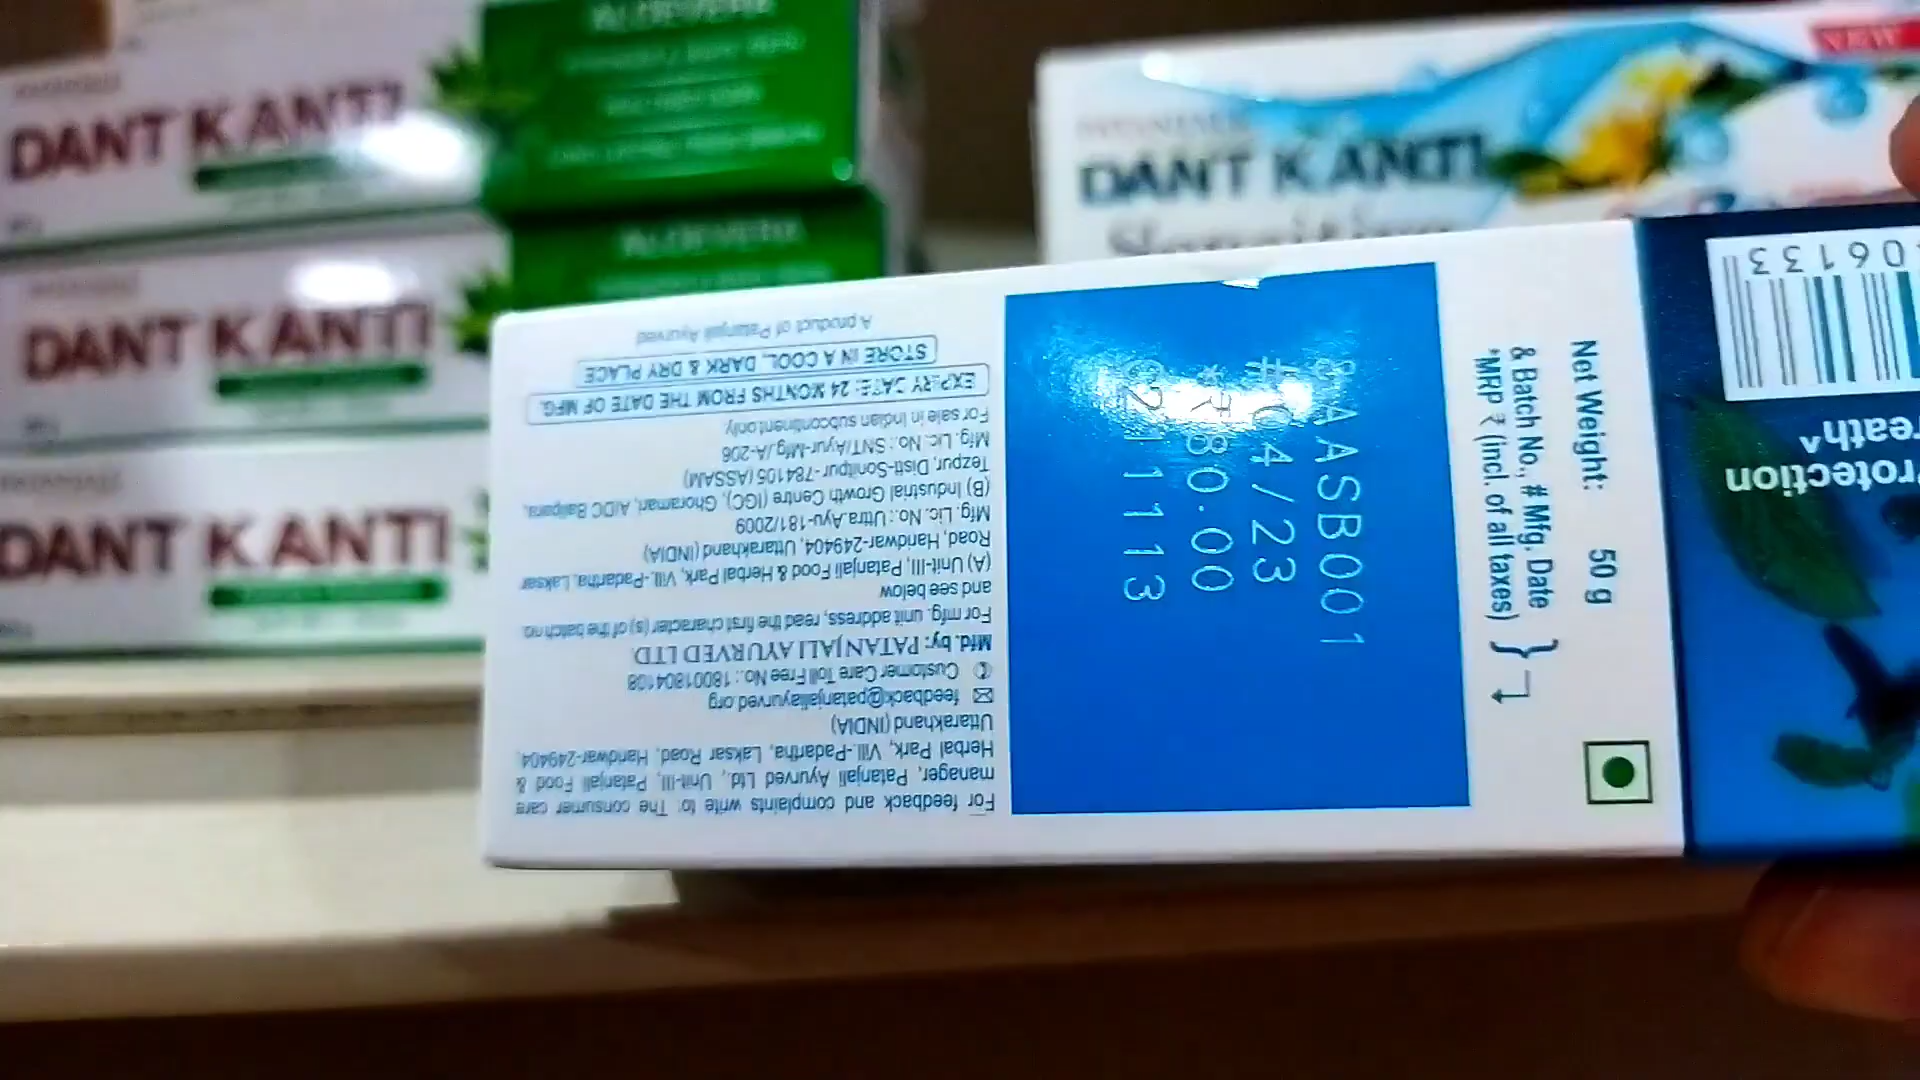 DANT KANTI
DANT KANTI
DANT KANTI
ALOEVERA
ALOEVERA
NEW
DANT KANTI
06133
rotection
reath^
Net Weight: 50 g
& Batch No., # Mfg. Date
*MRP ₹ (incl. of all taxes)
AASB001
04/23
80.00
For feedback and complaints write to: The consumer care
manager, Patanjali Ayurved Ltd., Unit-III, Patanjali Food &
Herbal Park, Vill.-Padartha, Laksar Road, Haridwar-249404,
Uttarakhand (INDIA)
feedback@patanjaliayurved.org
Customer Care Toll Free No.: 18001804108
Mfd. by: PATANJALI AYURVED LTD.
For mfg. unit address, read the first character(s) of the batch no.
and see below
(A) Unit-III, Patanjali Food & Herbal Park, Vill.-Padartha, Laksar
Road, Haridwar-249404, Uttarakhand (INDIA)
Mfg. Lic. No.: Uttra.Ayu-181/2009
(B) Industrial Growth Centre (IGC), Ghoramari, AIDC Balipara,
Tezpur, Distt-Sonitpur-784105 (ASSAM)
Mfg. Lic. No.: SNT/Ayur-Mfg./A-206
For sale in Indian subcontinent only.
EXPIRY DATE: 24 MONTHS FROM THE DATE OF MFG.
STORE IN A COOL, DARK & DRY PLACE
A product of Patanjali Ayurved